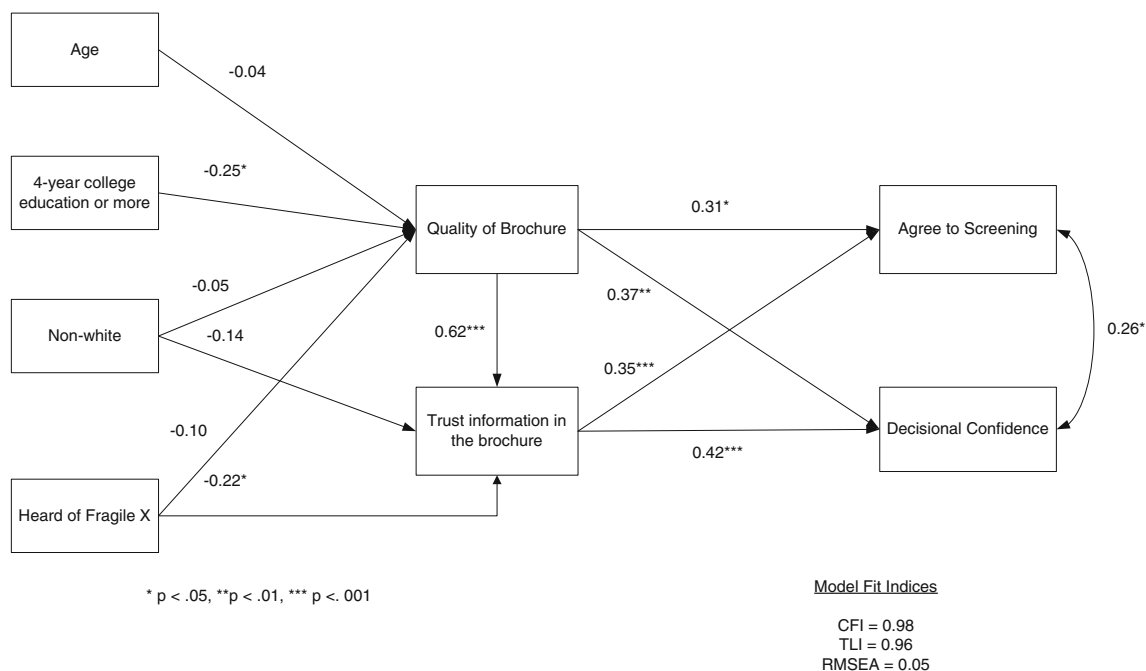 Age
-0.04
4-year college
education or more
-0.25*
Quality of Brochure
0.31*
Agree to Screening
-0.05
0.37**
Non-white
-0.14
0.62***
0.26*
0.35***
Trust information in
the brochure
Decisional Confidence
-0.10
0.42***
-0.22*
Heard of Fragile X
* p < .05, **p < .01, *** p <. 001
Model Fit Indices
CFI = 0.98
TLI = 0.96
RMSEA = 0.05